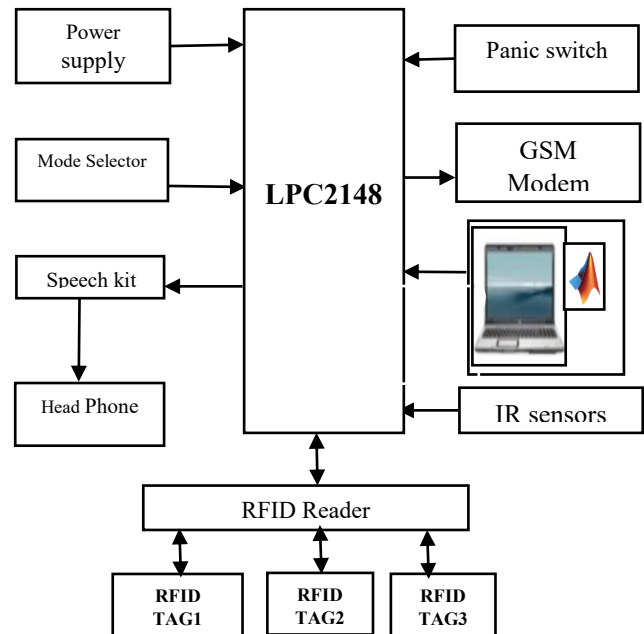 Power
supply
Panic switch
Mode Selector
GSM
Modem
LPC2148
Speech kit
Head Phone
IR sensors
RFID Reader
RFID
TAG1
RFID
TAG2
RFID
TAG3